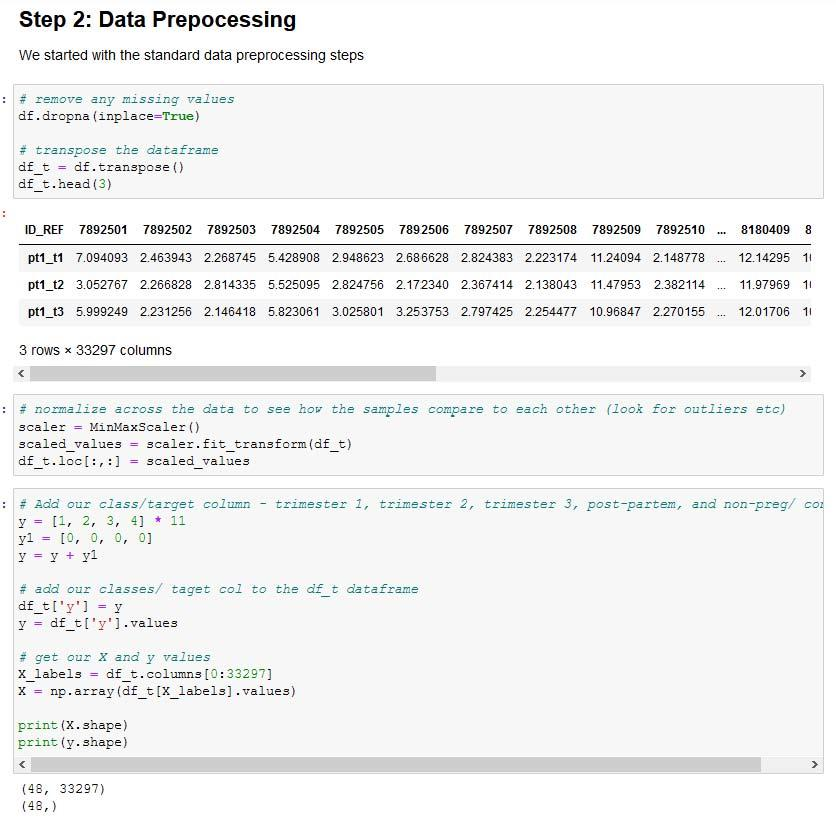 Step 2: Data Prepocessing
We started with the standard data preprocessing steps
: # remove any missing values
df.dropna(inplace=True)
# transpose the dataframe
df_t = df.transpose()
df_t.head(3)
:
ID_REF 7892501 7892502 7892503 7892504 7892505 7892506 7892507 7892508 7892509 7892510 ... 8180409 8
pt1_t1 7.094093 2.463943 2.268745 5.428908 2.948623 2.686628 2.824383 2.223174 11.24094 2.148778 ... 12.14295 1
pt1_t2 3.052767 2.266828 2.814335 5.525095 2.824756 2.172340 2.367414 2.138043 11.47953 2.382114 ... 11.97969 1
pt1_t3 5.999249 2.231256 2.146418 5.823061 3.025801 3.253753 2.797425 2.254477 10.96847 2.270155 ... 12.01706 1
3 rows × 33297 columns
: # normalize across the data to see how the samples compare to each other (look for outliers etc)
scaler = MinMaxScaler()
scaled_values = scaler.fit_transform(df_t)
df_t.loc[:,:] = scaled_values
: # Add our class/target column - trimester 1, trimester 2, trimester 3, post-partem, and non-preg/ co
y = [1, 2, 3, 4] * 11
y1 = [0, 0, 0, 0]
y = y + y1
# add our classes/ taget col to the df_t dataframe
df_t['y'] = y
y = df_t['y'].values
# get our X and y values
X_labels = df_t.columns[0:33297]
X = np.array(df_t[X_labels].values)
print(X.shape)
print(y.shape)
(48, 33297)
(48,)